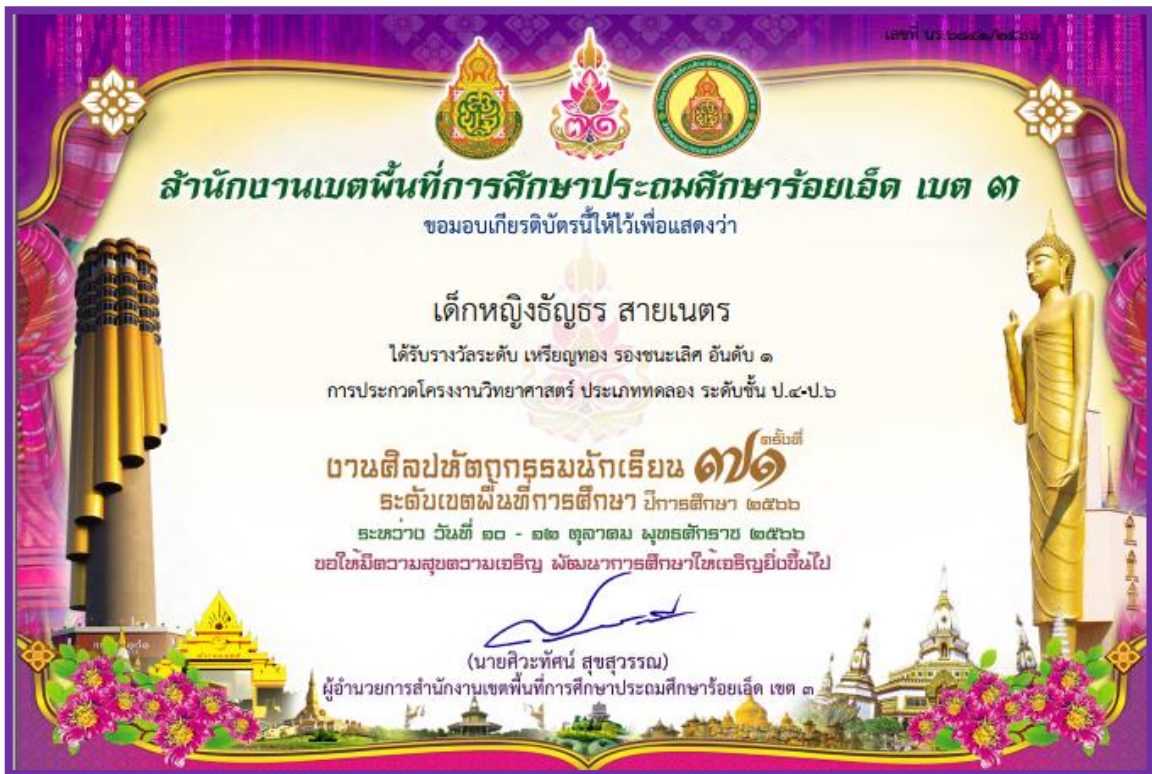 เลขที่ นร.
สำนักงานเขตพื้นที่การศึกษาประถมศึกษาร้อยเอ็ด เขต ๓
ขอมอบเกียรติบัตรนี้ให้ไว้เพื่อแสดงว่า
เด็กหญิงธัญธร สายเนตร
ได้รับรางวัลระดับ เหรียญทอง รองชนะเลิศ อันดับ ๑
การประกวดโครงงานวิทยาศาสตร์ ประเภททดลอง ระดับชั้น ป.๔-ป.๖
งานศิลปหัตถกรรมนักเรียน ครั้งที่ ๗๑
ระดับเขตพื้นที่การศึกษา ปีการศึกษา ๒๕๖๖
ระหว่าง วันที่ ๑๐ - ๑๒ ตุลาคม พุทธศักราช ๒๕๖๖
ขอให้มีความสุขความเจริญ พัฒนาการศึกษาให้เจริญยิ่งขึ้นไป
(นายศิวะทัศน์ สุขสุวรรณ)
ผู้อำนวยการสำนักงานเขตพื้นที่การศึกษาประถมศึกษาร้อยเอ็ด เขต ๓